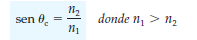 sen θc = n₂/n₁ donde n₁ > n₂